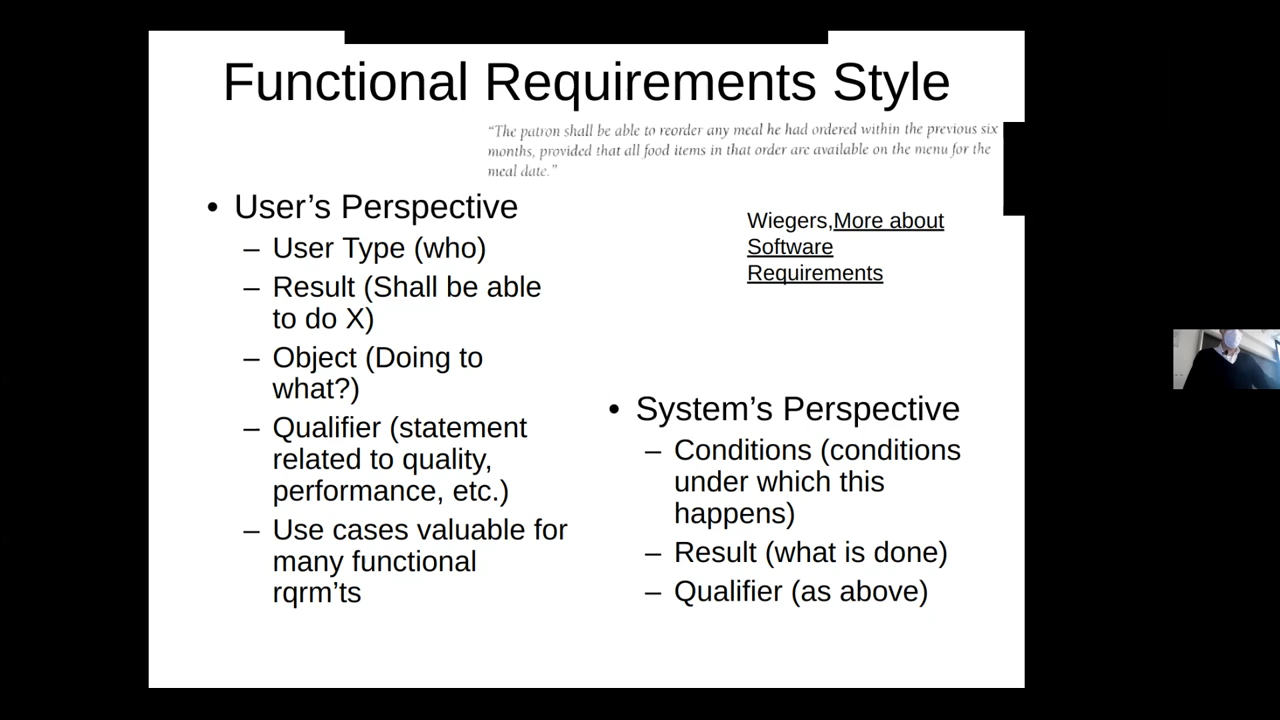 Functional Requirements Style
“The patron shall be able to reorder any meal he had ordered within the previous six
months, provided that all food items in that order are available on the menu for the
meal date.”
• User’s Perspective
– User Type (who)
– Result (Shall be able
to do X)
– Object (Doing to
what?)
– Qualifier (statement
related to quality,
performance, etc.)
– Use cases valuable for
many functional
rqrm’ts
Wiegers,More about
Software
Requirements
• System’s Perspective
– Conditions (conditions
under which this
happens)
– Result (what is done)
– Qualifier (as above)